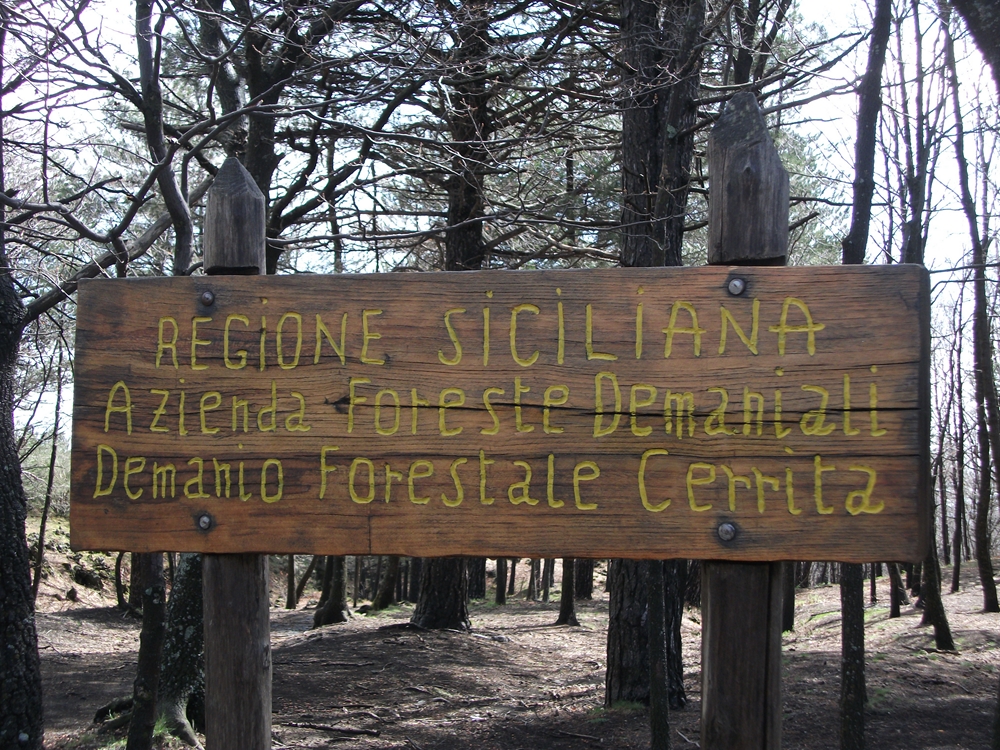 REGIONE SICILIANA
Azienda Foreste Demaniali
Demanio Forestale Cerrita